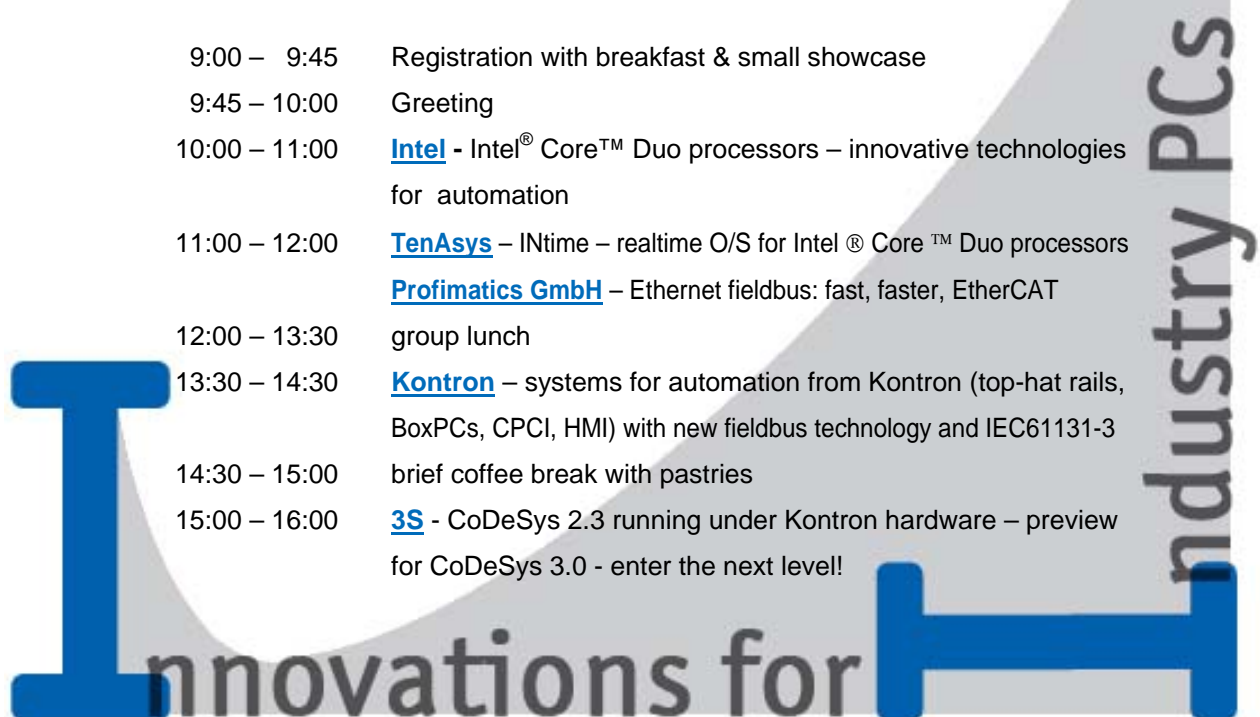 9:00 – 9:45 Registration with breakfast & small showcase
9:45 – 10:00 Greeting
10:00 – 11:00 Intel - Intel® Core™ Duo processors – innovative technologies
for automation
11:00 – 12:00 TenAsys – INtime – realtime O/S for Intel ® Core ™ Duo processors
Profimatics GmbH – Ethernet fieldbus: fast, faster, EtherCAT
12:00 – 13:30 group lunch
13:30 – 14:30 Kontron – systems for automation from Kontron (top-hat rails,
BoxPCs, CPCI, HMI) with new fieldbus technology and IEC61131-3
14:30 – 15:00 brief coffee break with pastries
15:00 – 16:00 3S - CoDeSys 2.3 running under Kontron hardware – preview
for CoDeSys 3.0 - enter the next level!
Innovations for
Industry PCs